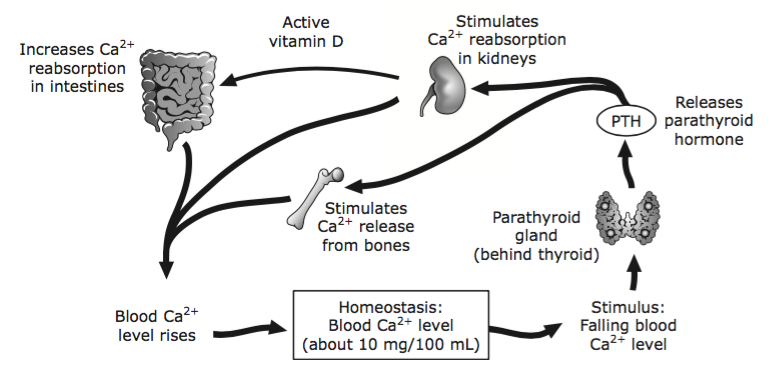 Active
vitamin D
Stimulates
Ca²⁺ reabsorption
in kidneys
Increases Ca²⁺
reabsorption
in intestines
PTH
Releases
parathyroid
hormone
Stimulates
Ca²⁺ release
from bones
Parathyroid
gland
(behind thyroid)
Blood Ca²⁺
level rises
Homeostasis:
Blood Ca²⁺ level
(about 10 mg/100 mL)
Stimulus:
Falling blood
Ca²⁺ level